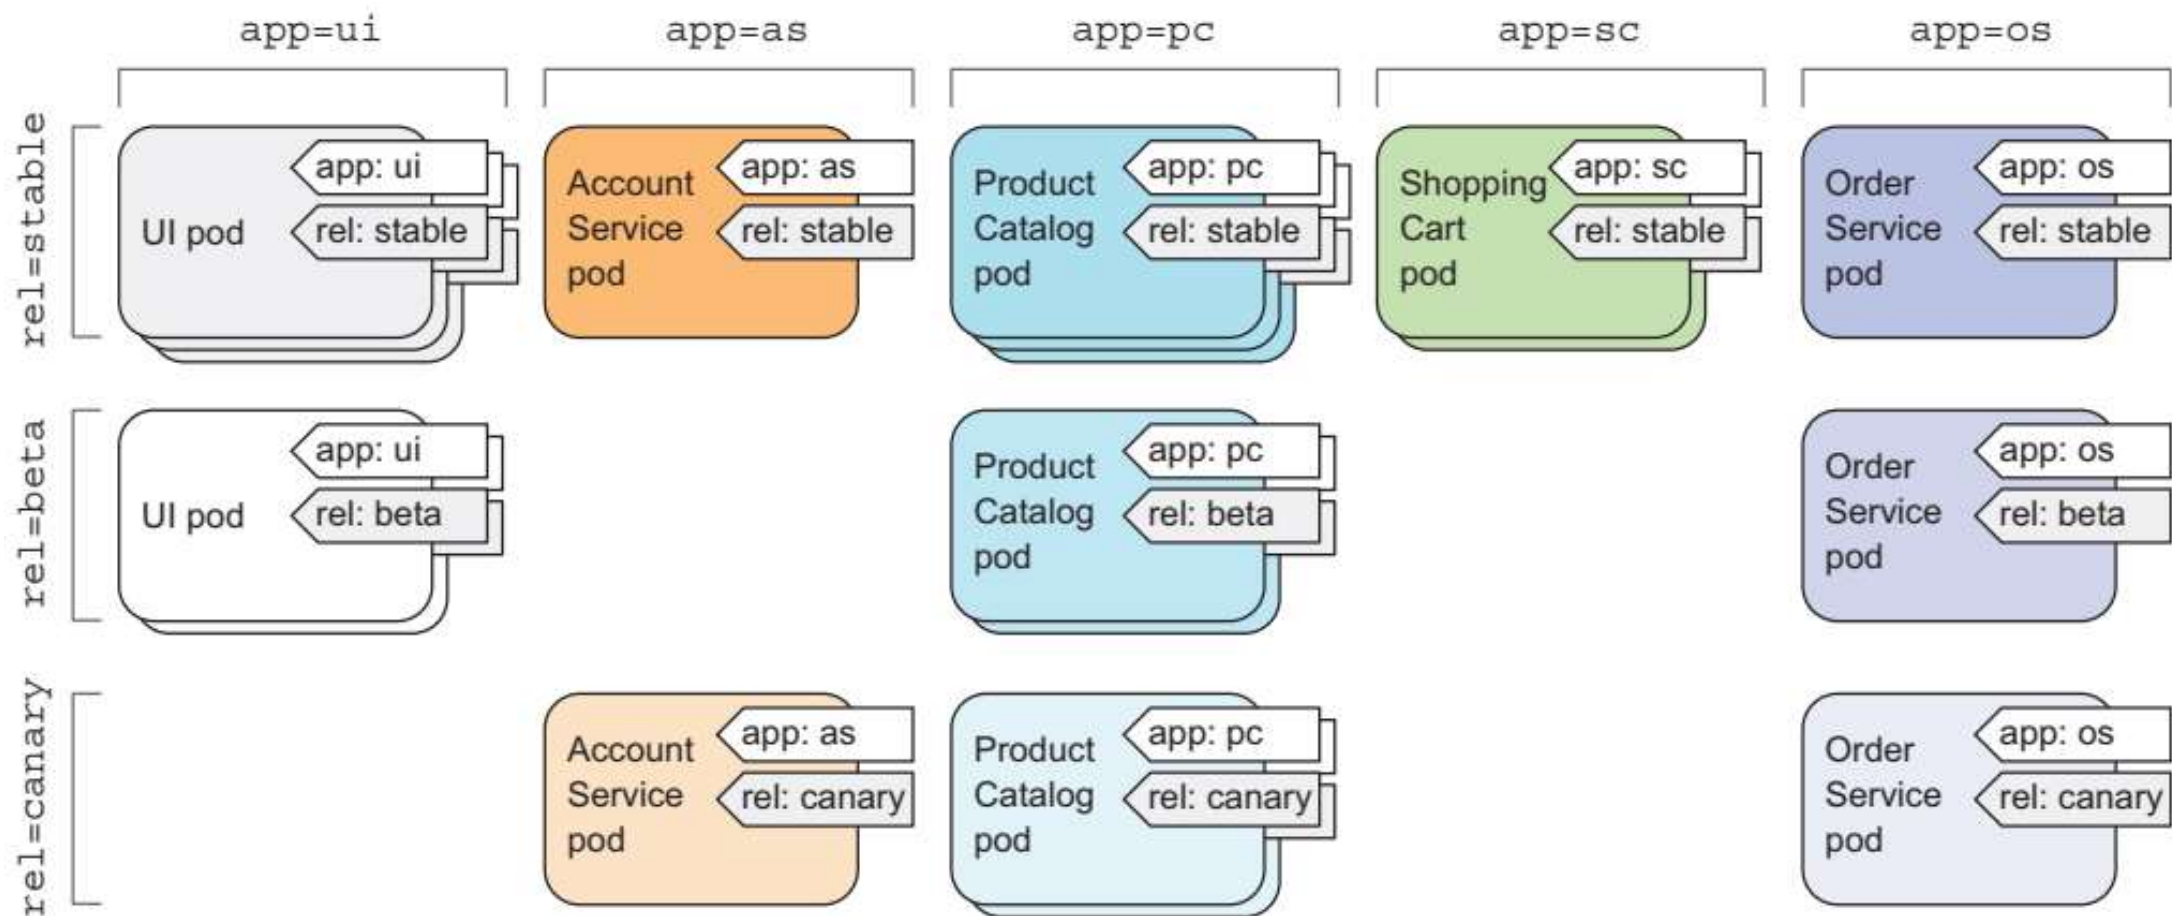 app=ui
app=as
app=pc
app=sc
app=os
rel=stable
UI pod
app: ui
rel: stable
Account
Service
pod
app: as
rel: stable
Product
Catalog
pod
app: pc
rel: stable
Shopping
Cart
pod
app: sc
rel: stable
Order
Service
pod
app: os
rel: stable
rel=beta
UI pod
app: ui
rel: beta
Product
Catalog
pod
app: pc
rel: beta
Order
Service
pod
app: os
rel: beta
rel=canary
Account
Service
pod
app: as
rel: canary
Product
Catalog
pod
app: pc
rel: canary
Order
Service
pod
app: os
rel: canary